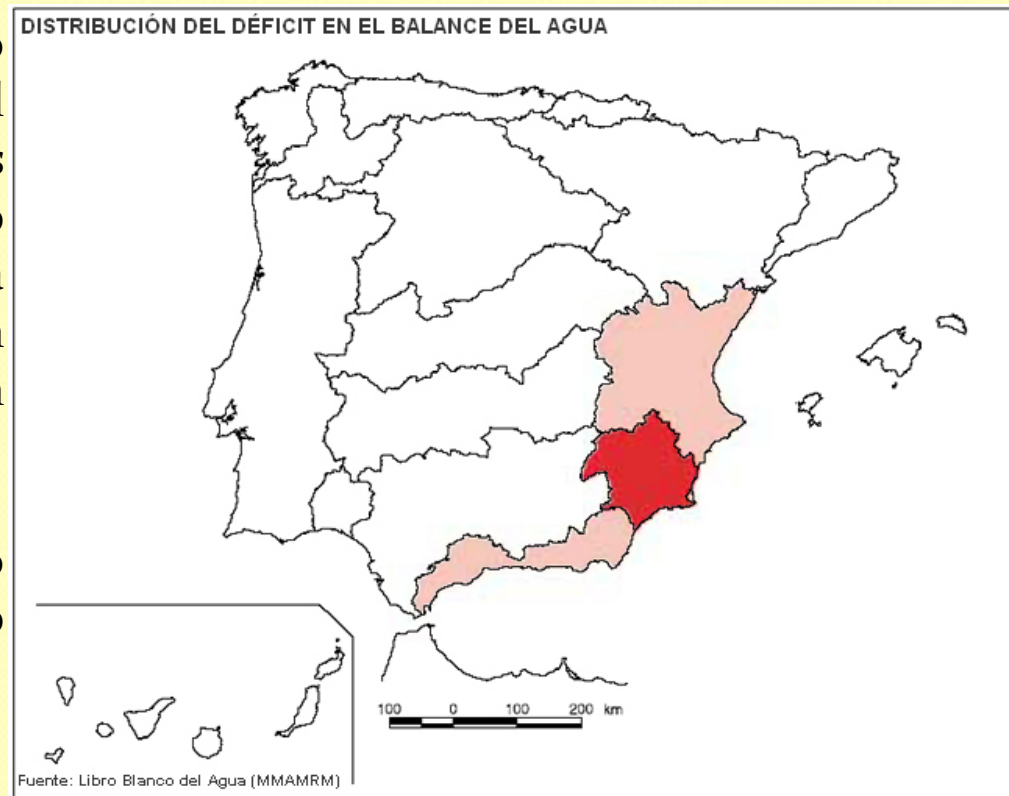 DISTRIBUCIÓN DEL DÉFICIT EN EL BALANCE DEL AGUA
100 0 100 200 km
Fuente: Libro Blanco del Agua (MMAMRM)